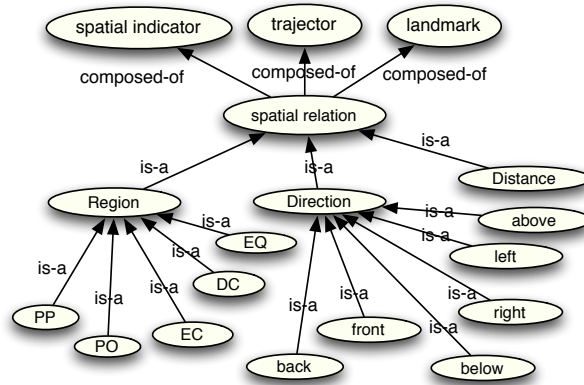 spatial indicator
trajector
landmark
composed-of
composed-of
composed-of
spatial relation
is-a
is-a
is-a
Region
Direction
Distance
is-a
above
is-a
EQ
is-a
left
is-a
is-a
DC
is-a
is-a
is-a
right
PP
is-a
front
is-a
PO
EC
is-a
back
below